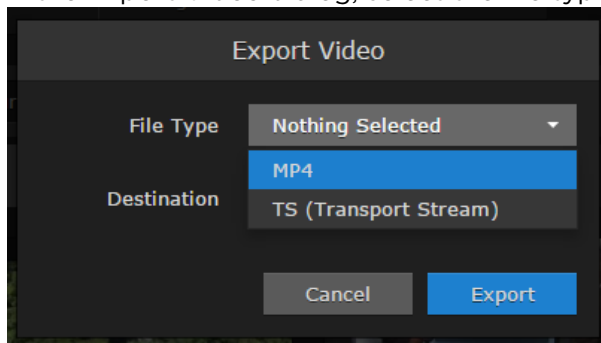 Export Video
File Type
Nothing Selected
MP4
Destination
TS (Transport Stream)
Cancel
Export